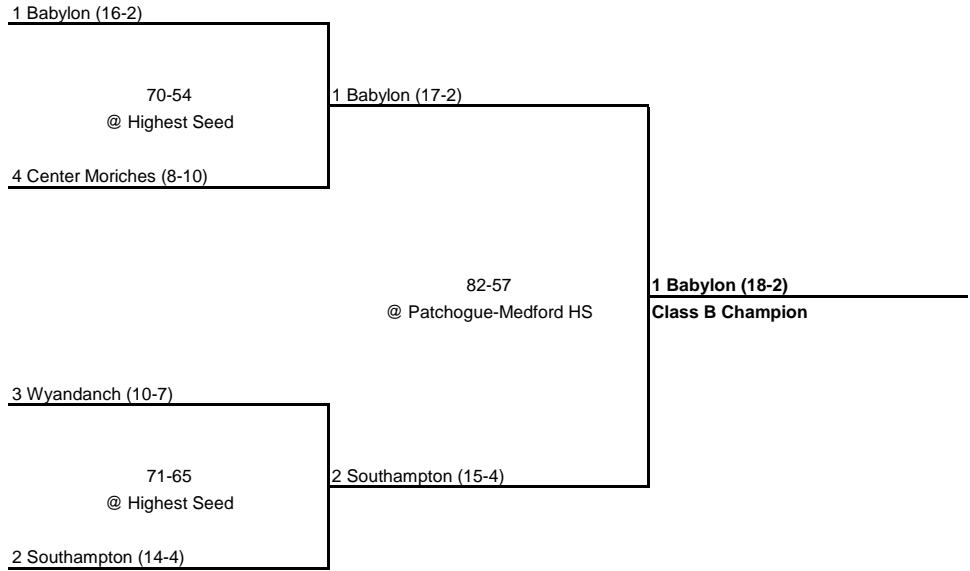 1 Babylon (16-2)
70-54
@ Highest Seed
1 Babylon (17-2)
4 Center Moriches (8-10)
82-57
@ Patchogue-Medford HS
1 Babylon (18-2)
Class B Champion
3 Wyandanch (10-7)
71-65
@ Highest Seed
2 Southampton (15-4)
2 Southampton (14-4)